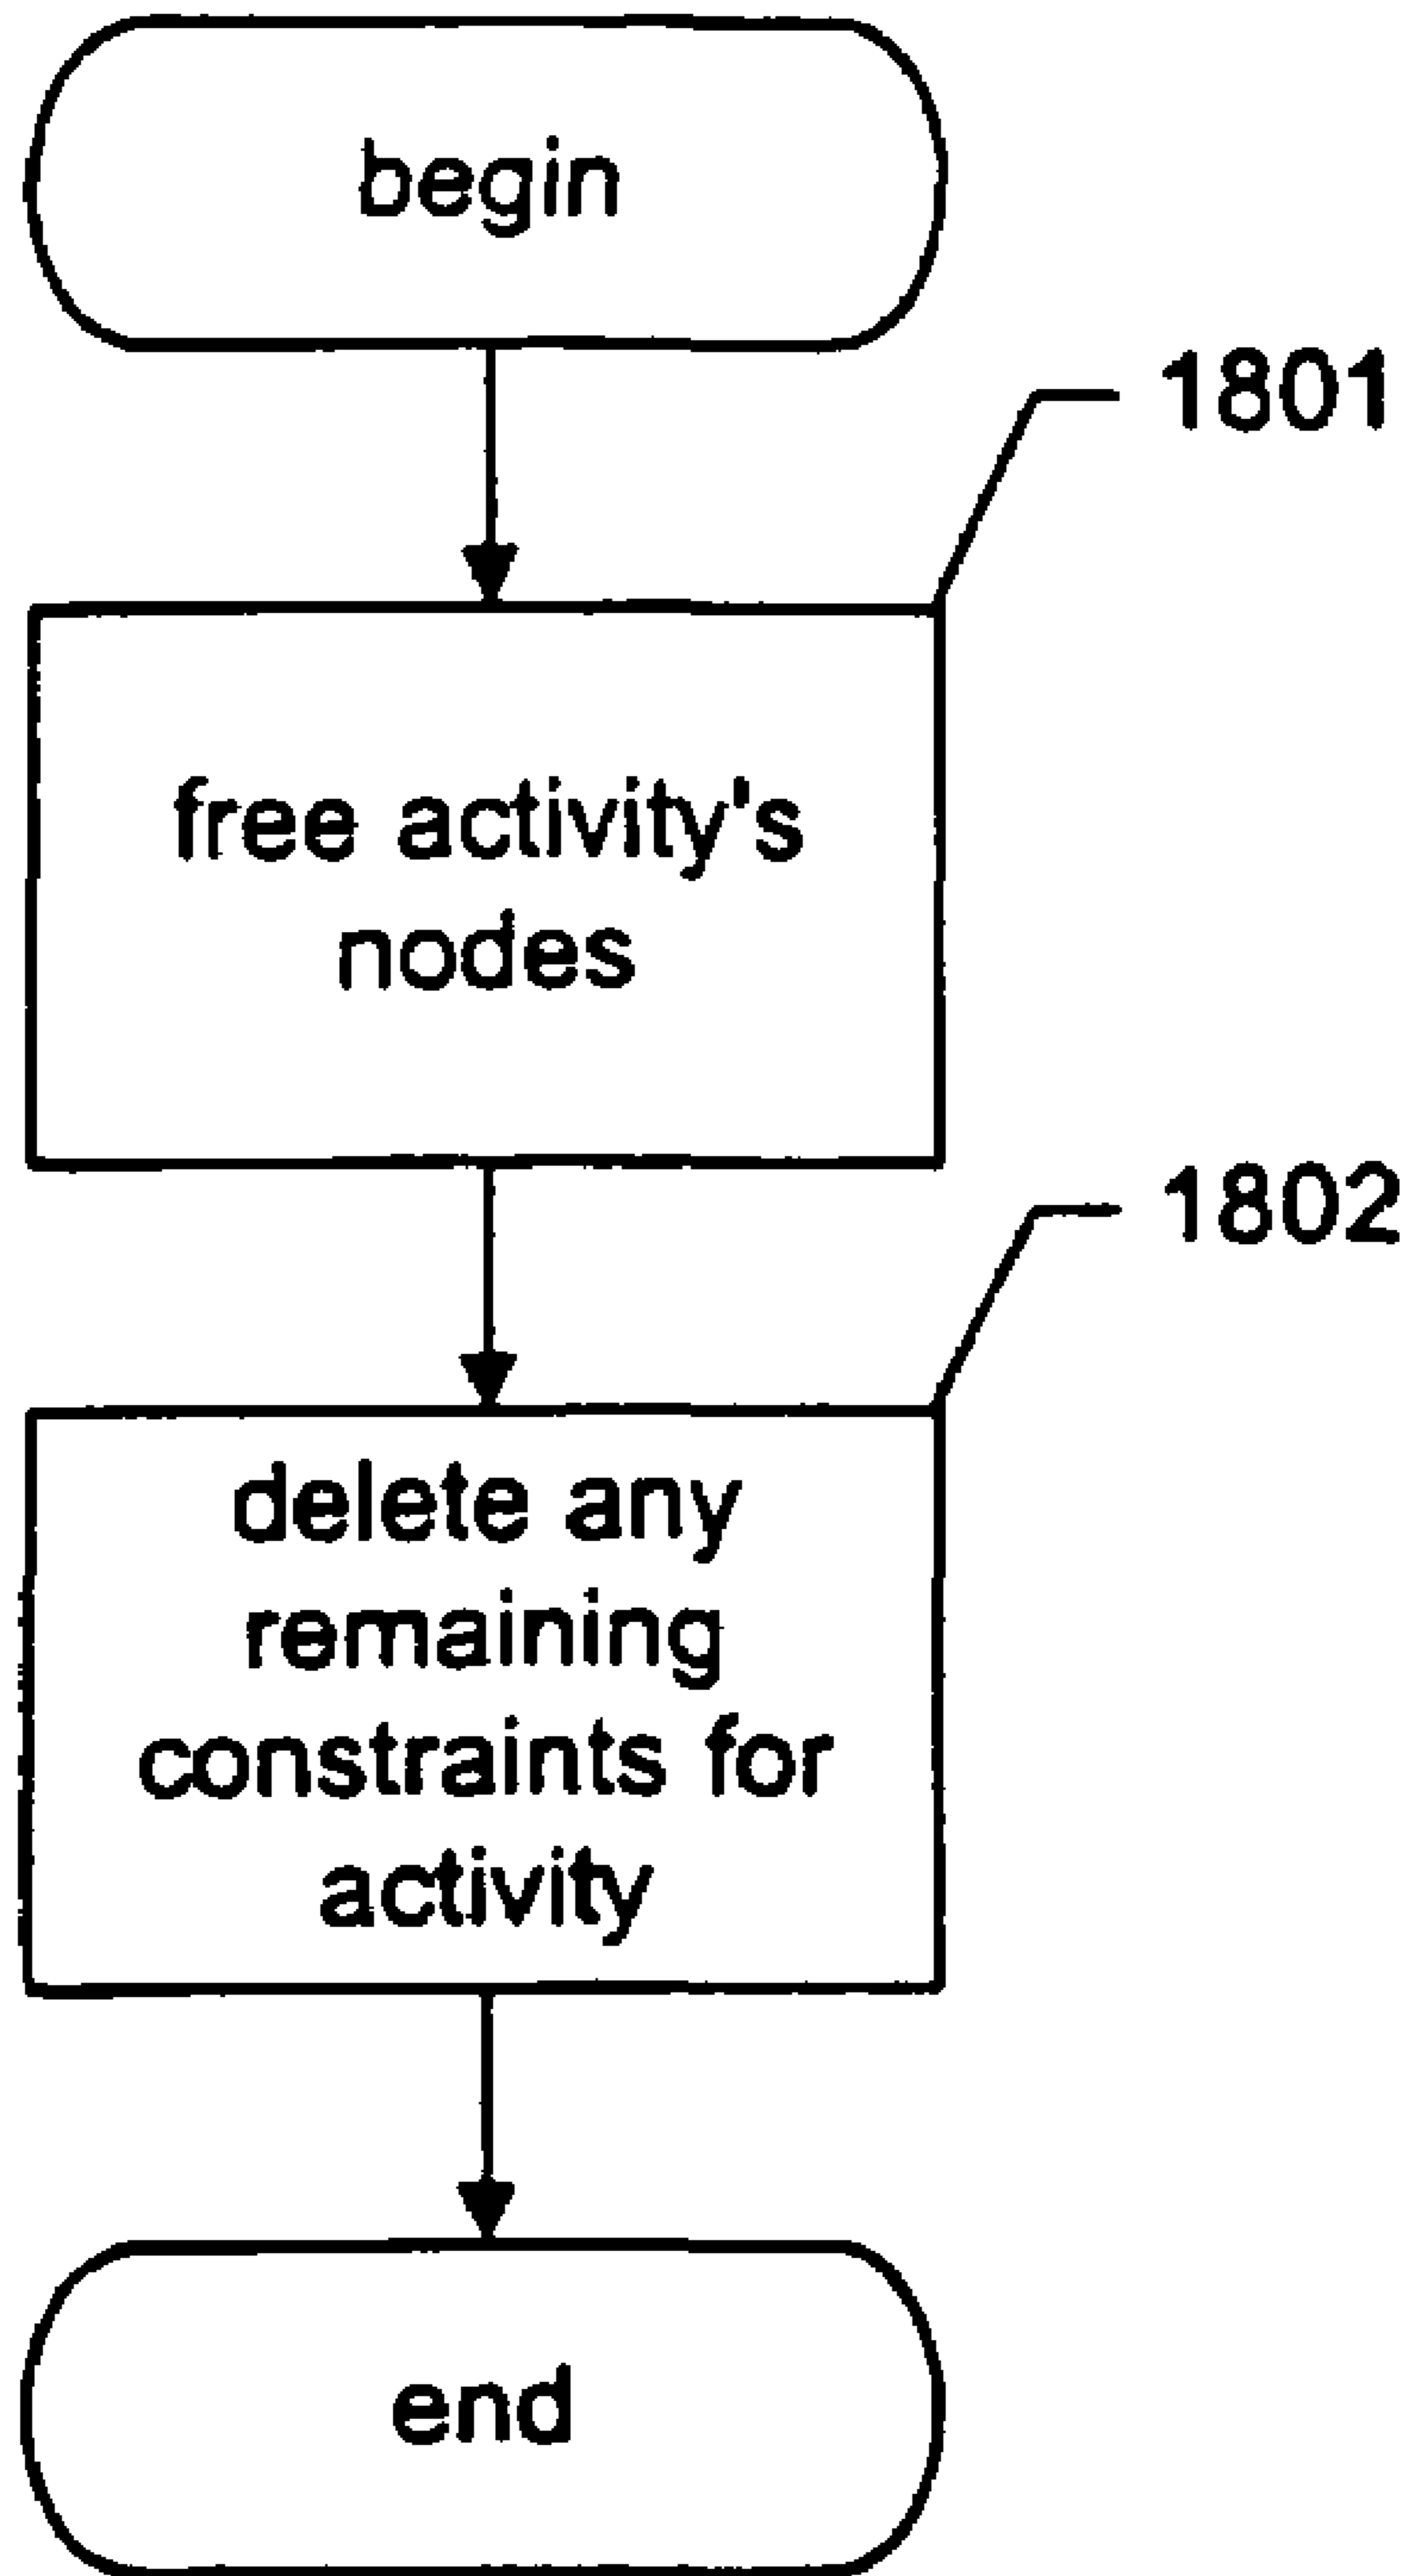 begin
1801
free activity's
nodes
1802
delete any
remaining
constraints for
activity
end